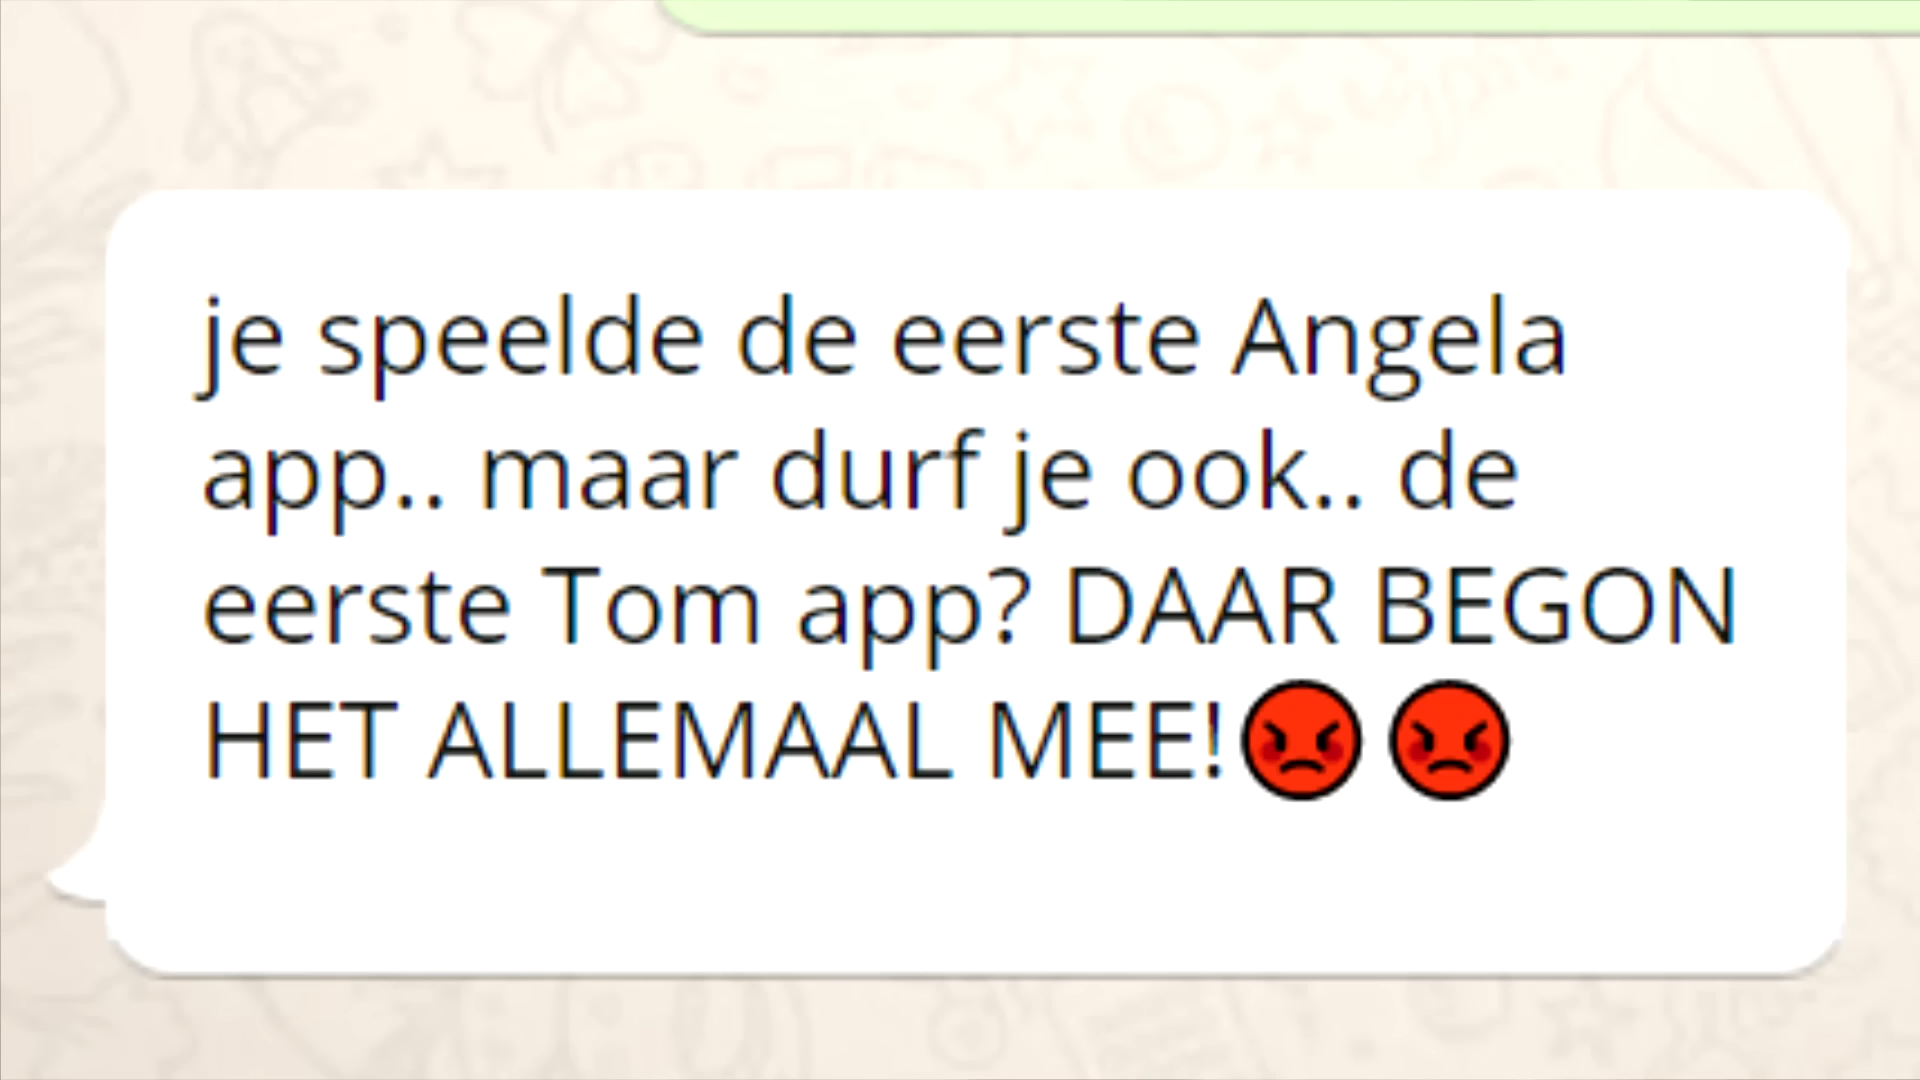 je speelde de eerste Angela
app.. maar durf je ook.. de
eerste Tom app? DAAR BEGON
HET ALLEMAAL MEE!😡😡